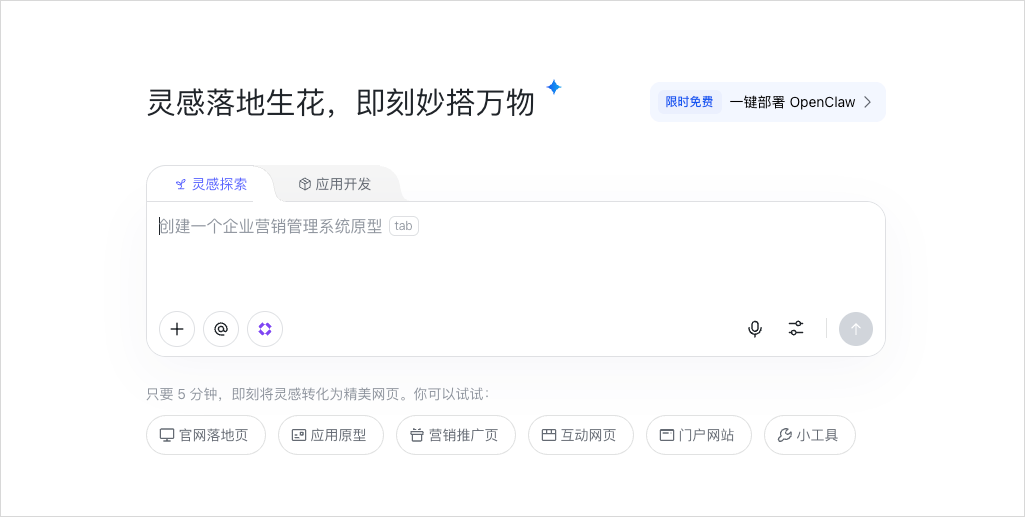 灵感落地生花，即刻妙搭万物
限时免费 一键部署 OpenClaw
灵感探索 应用开发
创建一个企业营销管理系统原型 tab
只要 5 分钟，即刻将灵感转化为精美网页。你可以试试：
官网落地页 应用原型 营销推广页 互动网页 门户网站 小工具